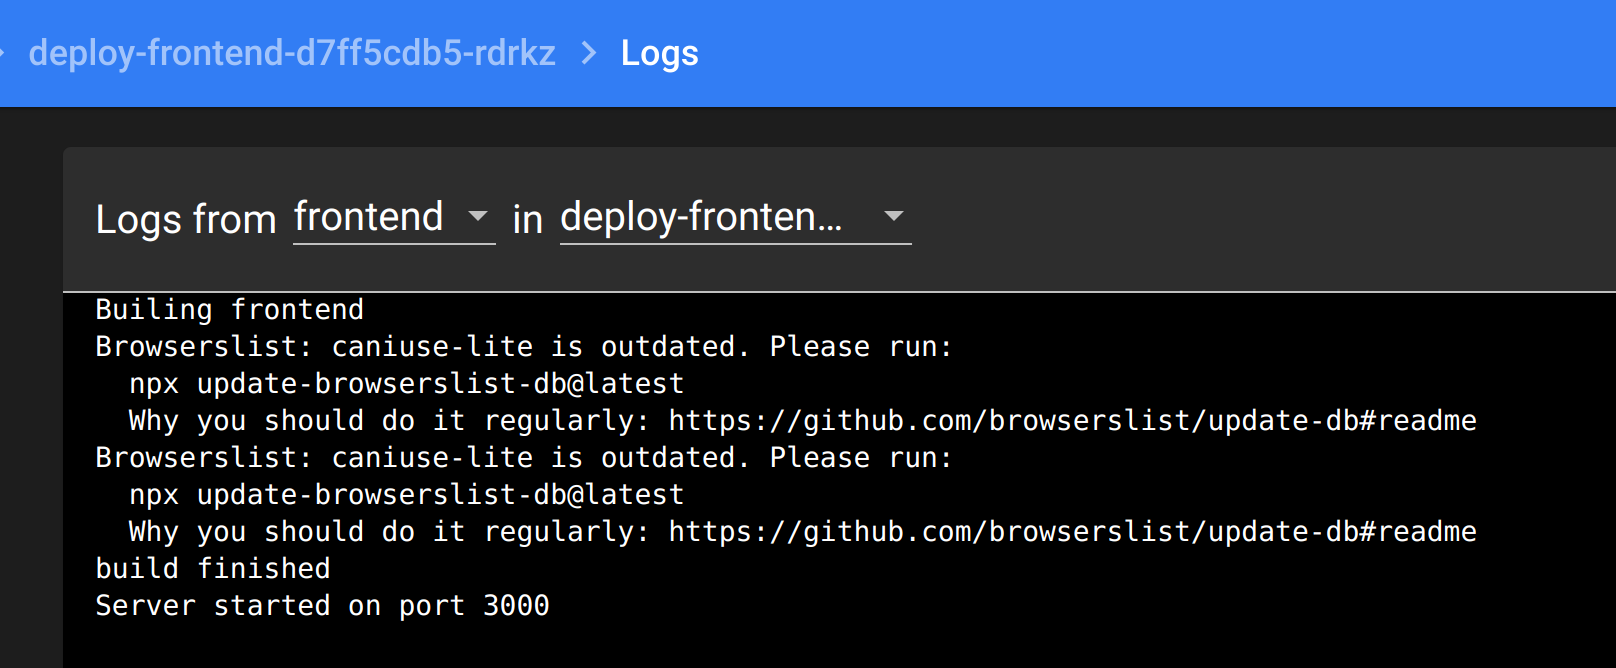 deploy-frontend-d7ff5cdb5-rdrkz > Logs
Logs from frontend in deploy-fronten...
Builing frontend
Browserslist: caniuse-lite is outdated. Please run:
  npx update-browserslist-db@latest
  Why you should do it regularly: https://github.com/browserslist/update-db#readme
Browserslist: caniuse-lite is outdated. Please run:
  npx update-browserslist-db@latest
  Why you should do it regularly: https://github.com/browserslist/update-db#readme
build finished
Server started on port 3000